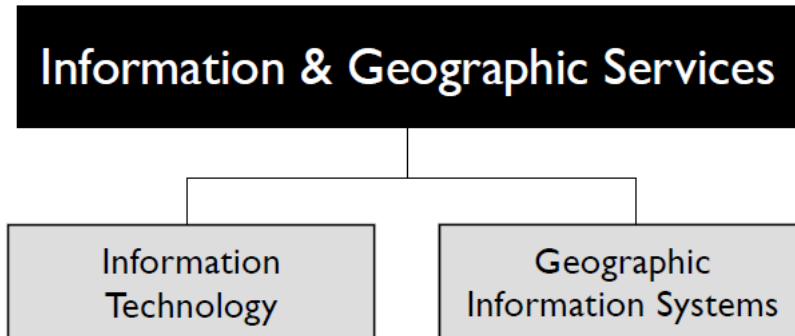 Information & Geographic Services
Information
Technology
Geographic
Information Systems